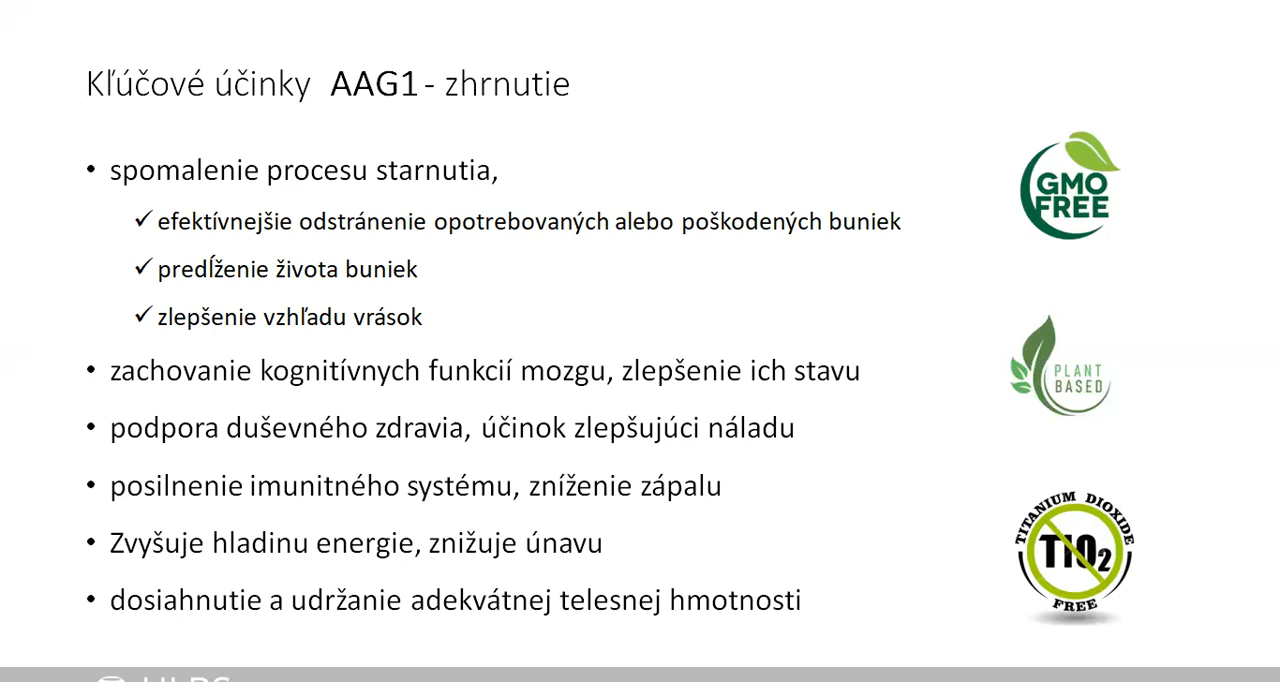 Kľúčové účinky AAG1 - zhrnutie
• spomalenie procesu starnutia,
✓ efektívnejšie odstránenie opotrebovaných alebo poškodených buniek
✓ predĺženie života buniek
✓ zlepšenie vzhľadu vrások
• zachovanie kognitívnych funkcií mozgu, zlepšenie ich stavu
• podpora duševného zdravia, účinok zlepšujúci náladu
• posilnenie imunitného systému, zníženie zápalu
• Zvyšuje hladinu energie, znižuje únavu
• dosiahnutie a udržanie adekvátnej telesnej hmotnosti
GMO
FREE
PLANT
BASED
TITANIUM DIOXIDE
TIO2
FREE